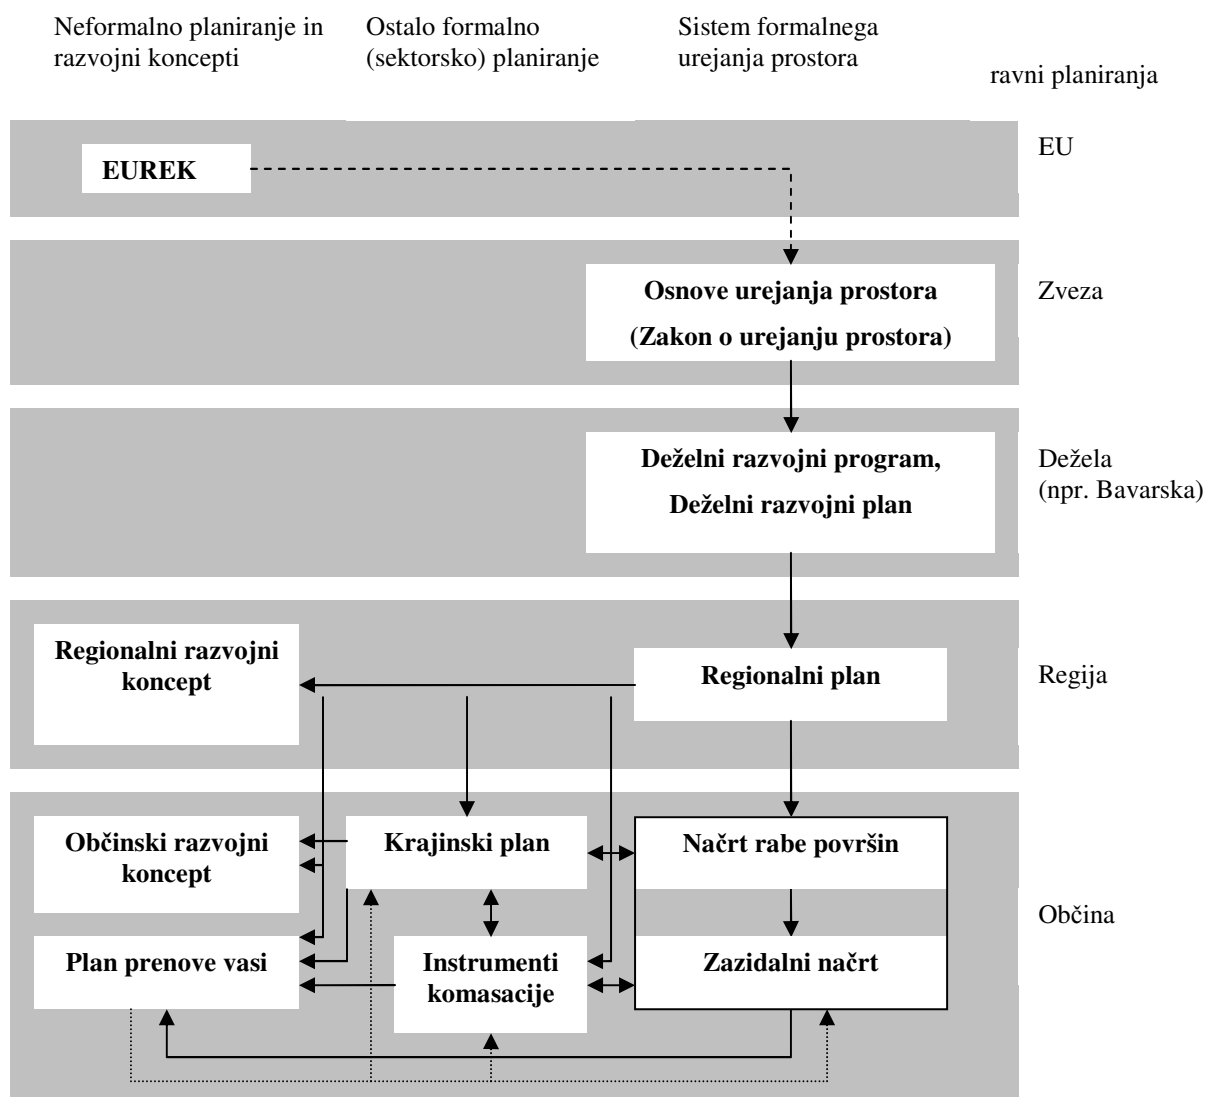 Neformalno planiranje in
razvojni koncepti
Ostalo formalno
(sektorsko) planiranje
Sistem formalnega
urejanja prostora
ravni planiranja
EUREK
EU
Osnove urejanja prostora
(Zakon o urejanju prostora)
Zveza
Deželni razvojni program,
Deželni razvojni plan
Dežela
(npr. Bavarska)
Regionalni razvojni
koncept
Regionalni plan
Regija
Občinski razvojni
koncept
Krajinski plan
Načrt rabe površin
Občina
Plan prenove vasi
Instrumenti
komasacije
Zazidalni načrt